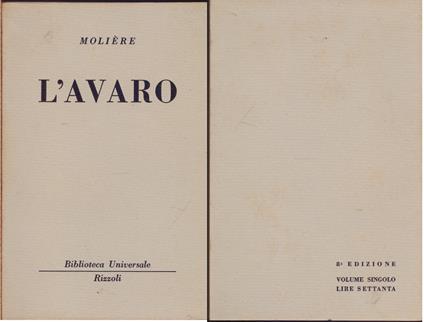 MOLIÈRE
L'AVARO
Biblioteca Universale
Rizzoli
8ª EDIZIONE
VOLUME SINGOLO
LIRE SETTANTA